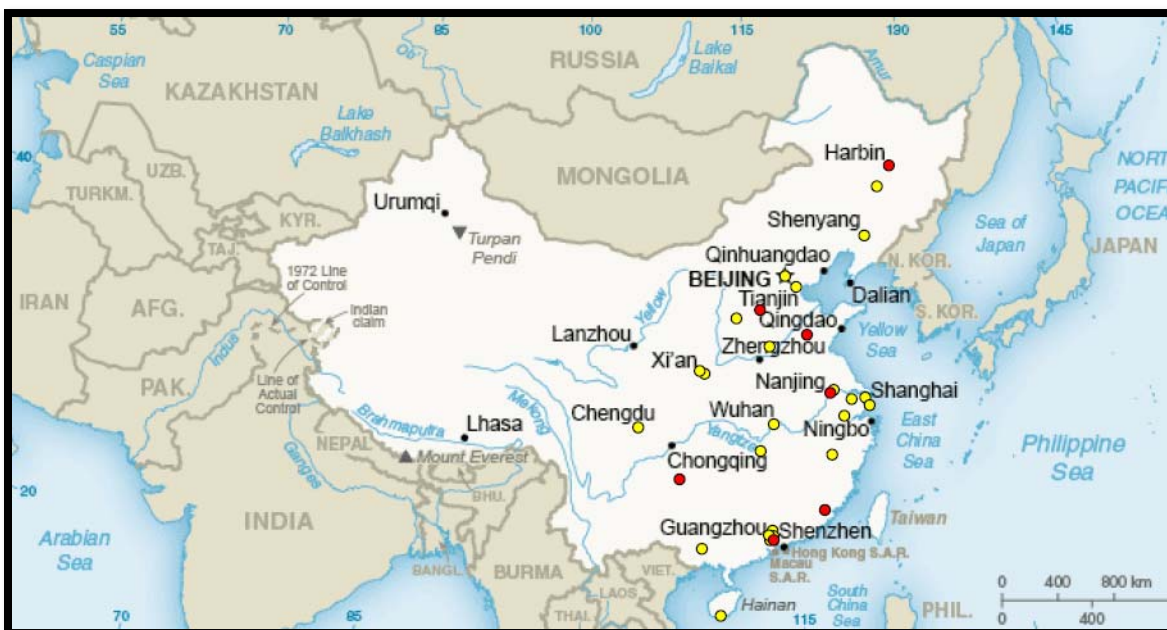 55
70
85
100
115
130
145
Caspian
Sea
Ob'
RUSSIA
Lake
Baikal
Amur
KAZAKHSTAN
Lake
Balkhash
40
UZB.
TURKM.
KYR.
TAJ.
MONGOLIA
Harbin
NORT
PACIF
OCEA
Urumqi
Turpan
Pendi
Shenyang
Sea of
Japan
JAPAN
Qinhuangdao
N. KOR.
BEIJING
Tianjin
Dalian
S. KOR.
IRAN
AFG.
1972 Line
of Control
Indian
claim
Yellow
Lanzhou
Qingdao
Yellow
Sea
Zhengzhou
Xi'an
Indus
PAK.
Line of
Actual
Control
Nanjing
Shanghai
Mekong
Chengdu
Wuhan
Ningbo
East
China
Sea
Brahmaputra
Lhasa
Yangtze
NEPAL
Mount Everest
Chongqing
Philippine
Sea
Ganges
BHU.
20
20
INDIA
Guangzhou
Shenzhen
Taiwan
Arabian
Sea
BANGL.
BURMA
VIET.
LAOS
Hong Kong S.A.R.
Macau
S.A.R.
THAI.
Hainan
South
China
Sea
PHIL.
0 400 800 km
0 400
70
85
115